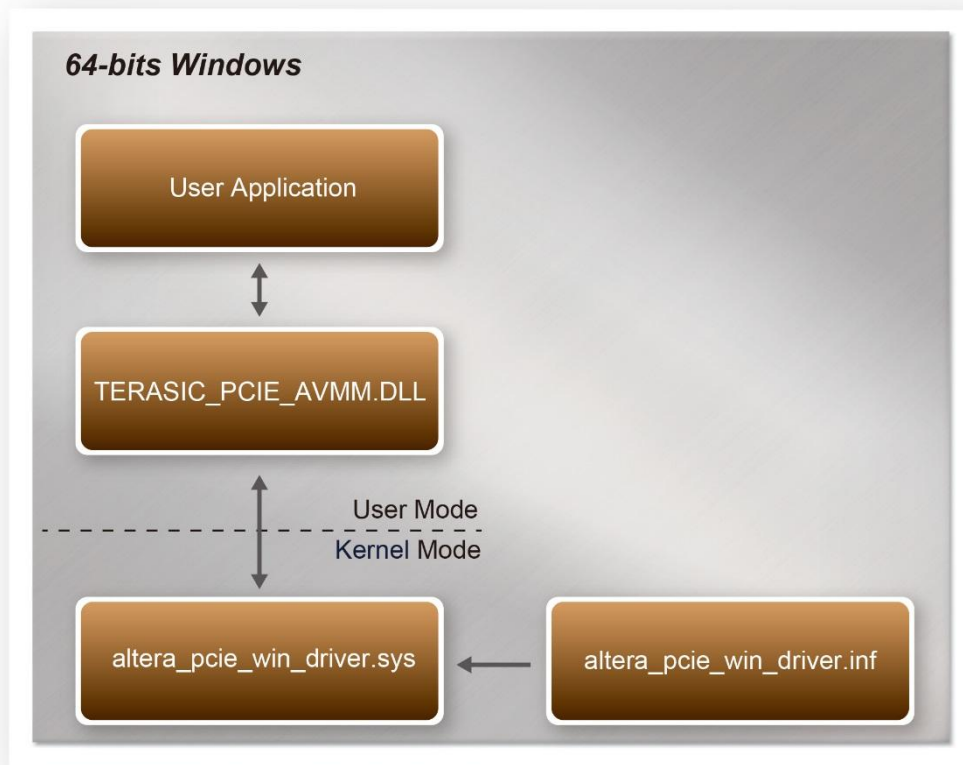 64-bits Windows
User Application
TERASIC_PCIE_AVMM.DLL
User Mode
Kernel Mode
altera_pcie_win_driver.sys
altera_pcie_win_driver.inf